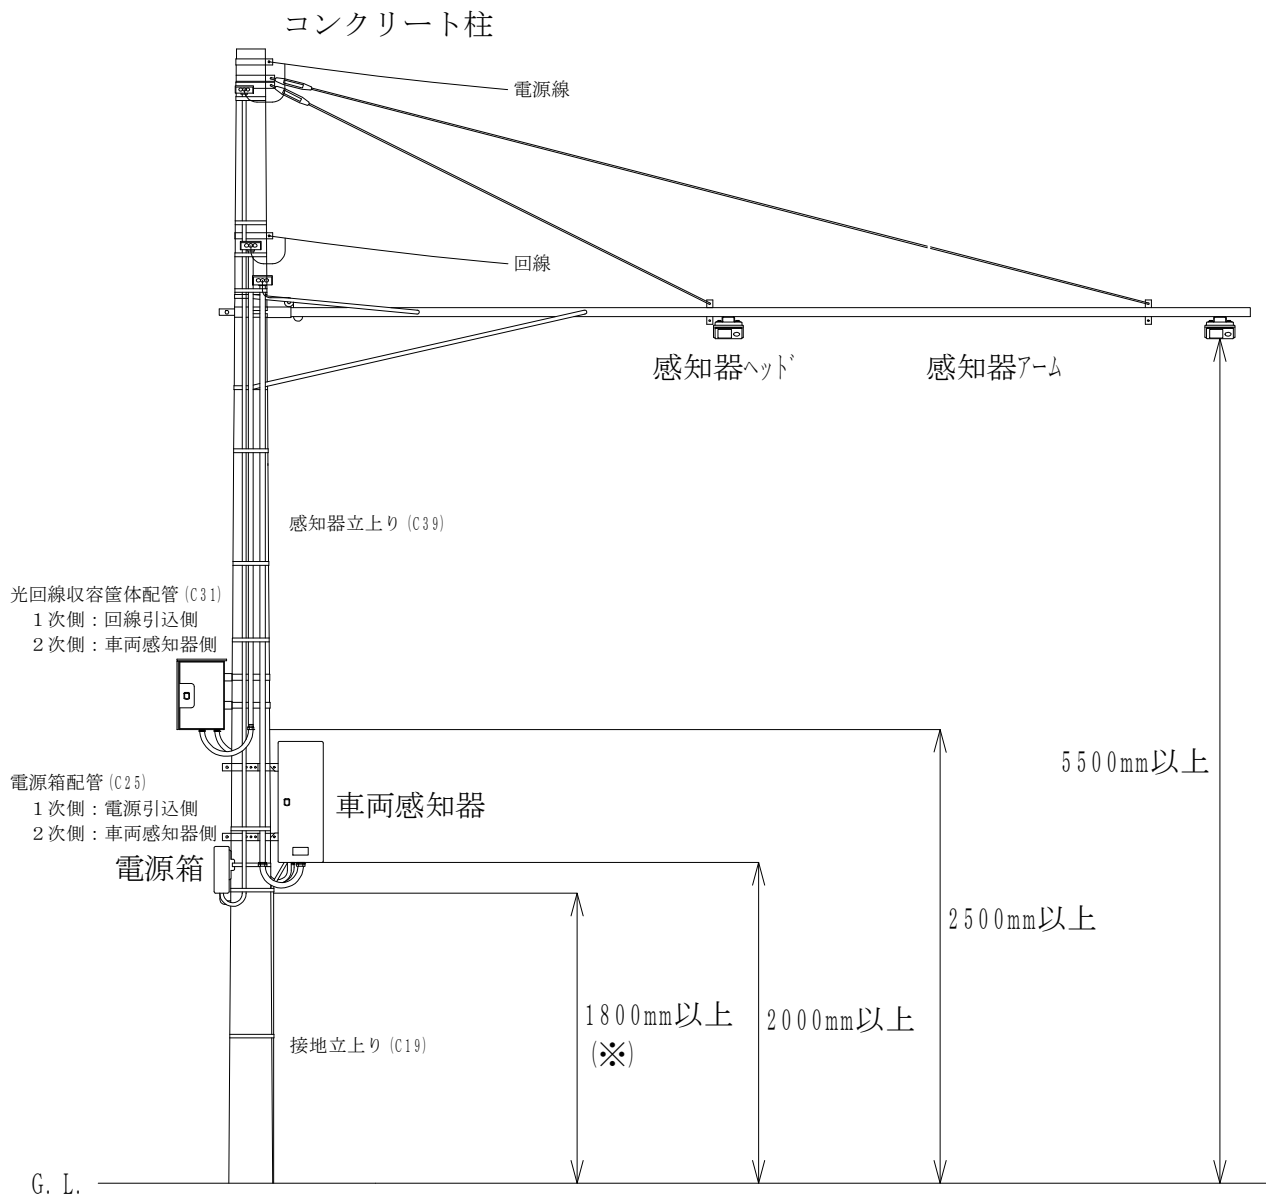 コンクリート柱
電源線
回線
感知器ヘッド
感知器アーム
感知器立上り(C39)
光回線収容筐体配管(C31)
1次側：回線引込側
2次側：車両感知器側
5500mm以上
電源箱配管(C25)
1次側：電源引込側
2次側：車両感知器側
車両感知器
電源箱
2500mm以上
1800mm以上
(※)
2000mm以上
接地立上り(C19)
G.L.